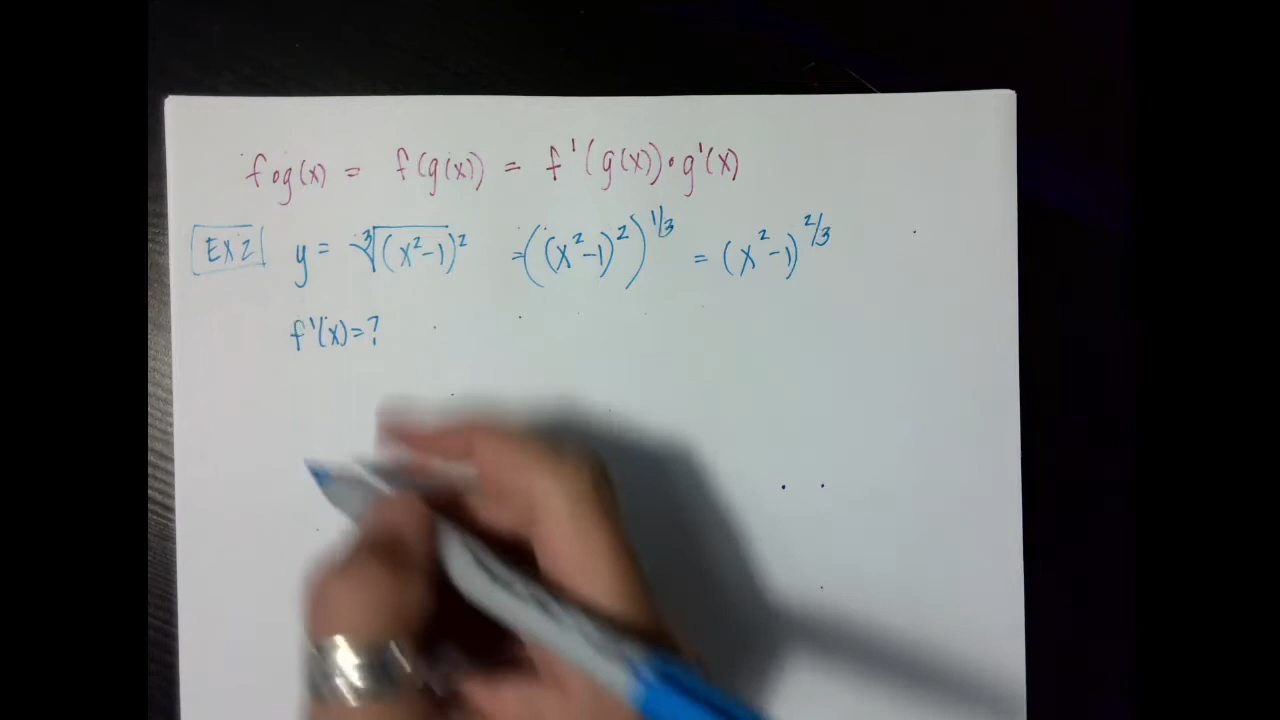 f∘g(x) = f(g(x)) = f'(g(x))·g'(x)
Ex 2 y = ∛(x²-1)² = ((x²-1)²)^1/3 = (x²-1)^2/3
f'(x)=?